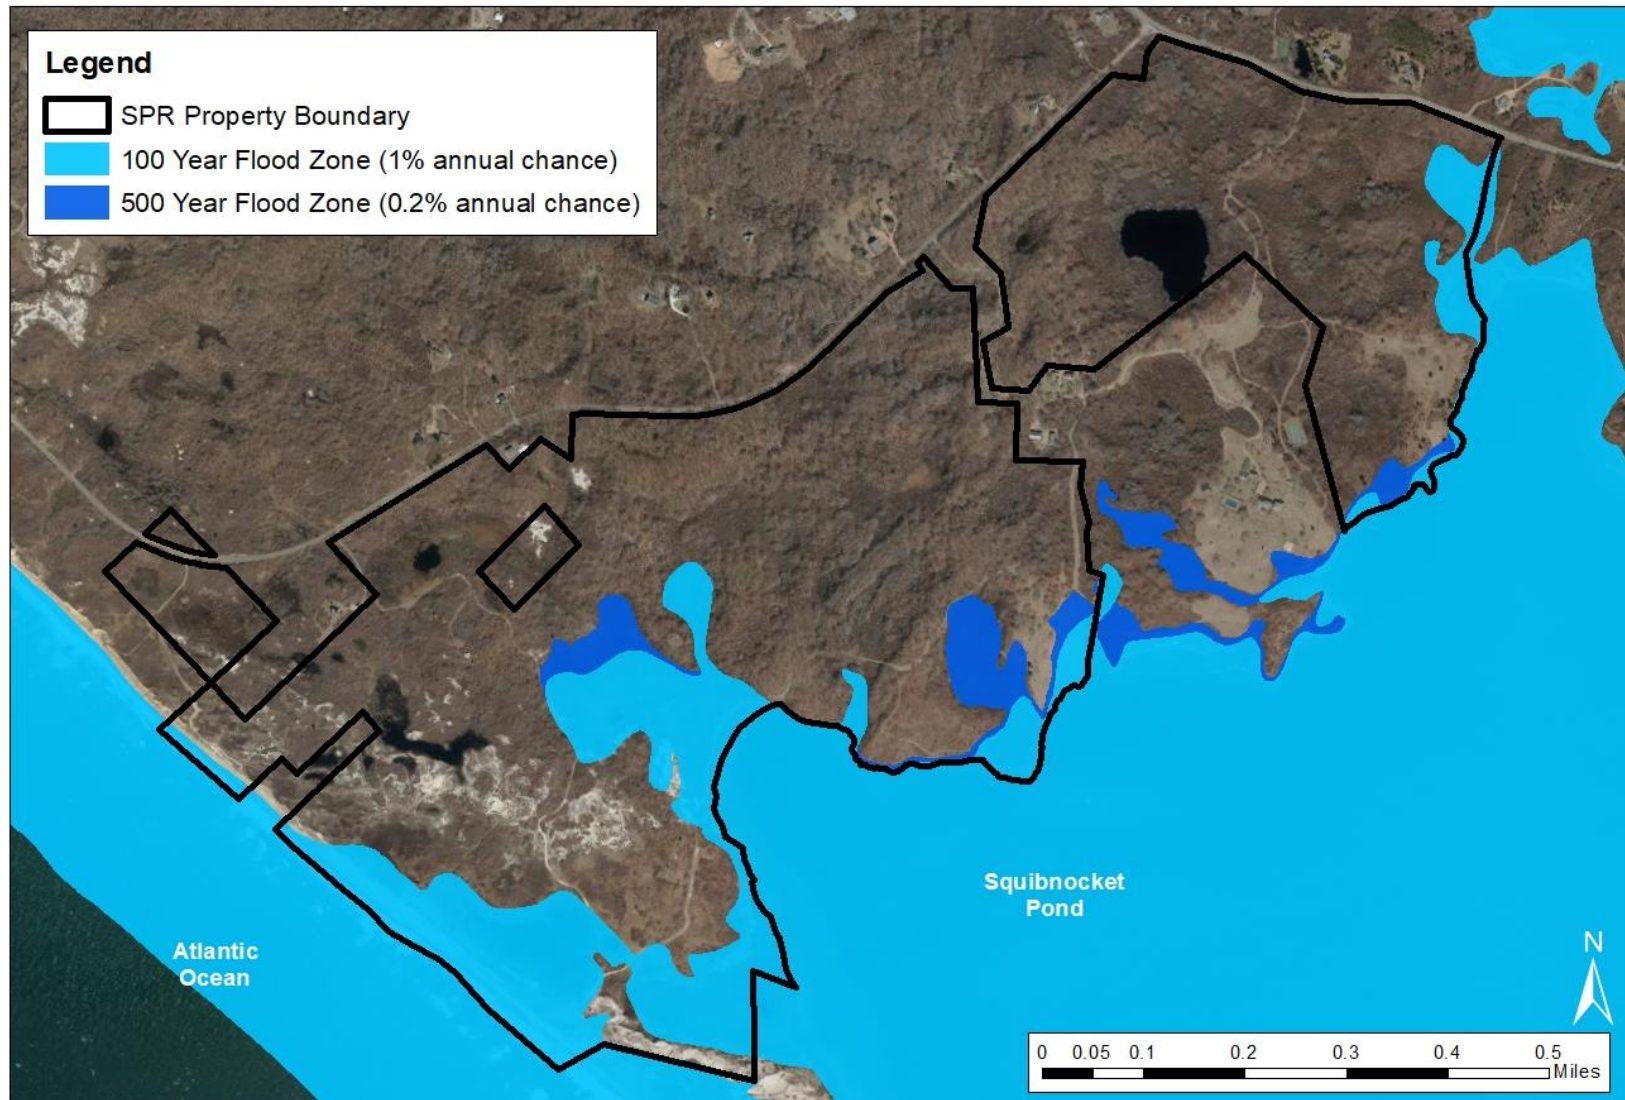 Legend
SPR Property Boundary
100 Year Flood Zone (1% annual chance)
500 Year Flood Zone (0.2% annual chance)
Squibnocket
Pond
Atlantic
Ocean
N
0 0.05 0.1 0.2 0.3 0.4 0.5
Miles